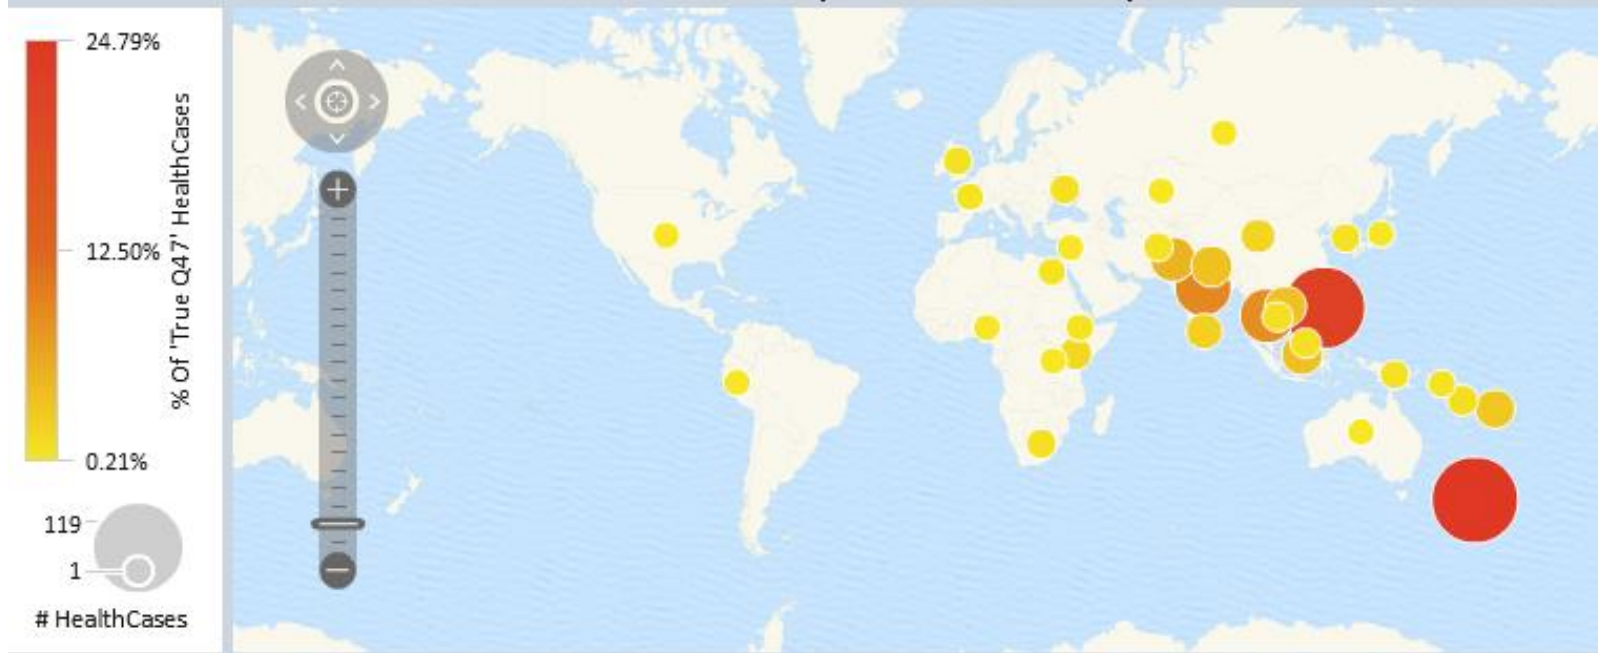 24.79%
12.50%
0.21%
% Of 'True Q47' HealthCases
119
1
# HealthCases